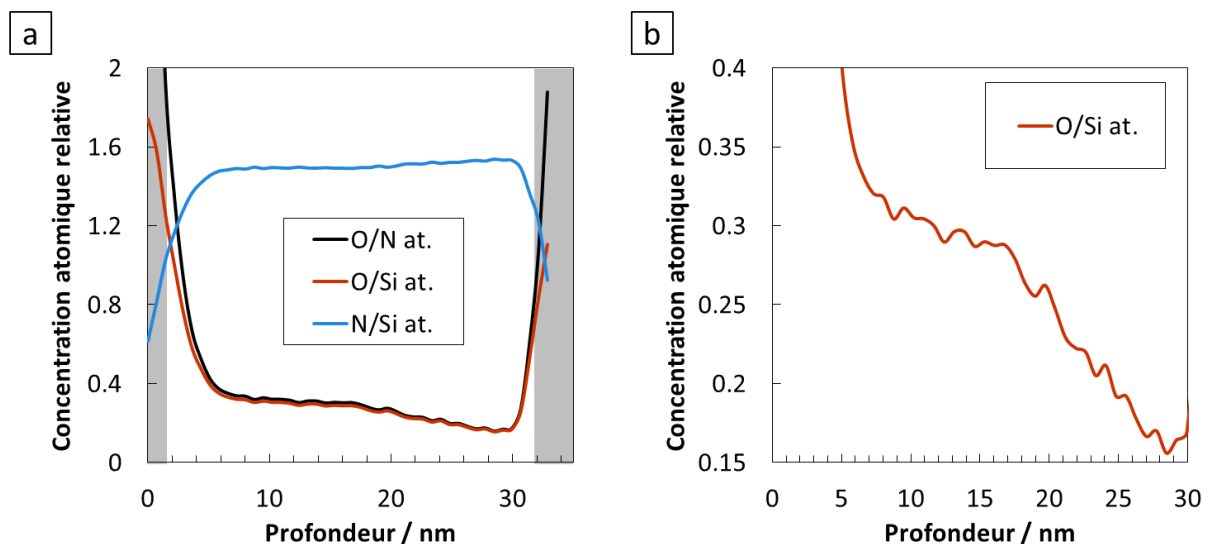 a
Concentration atomique relative
2
1.6
1.2
0.8
0.4
0
0 10 20 30
Profondeur / nm
O/N at.
O/Si at.
N/Si at.
b
Concentration atomique relative
0.4
0.35
0.3
0.25
0.2
0.15
0 5 10 15 20 25 30
Profondeur / nm
O/Si at.